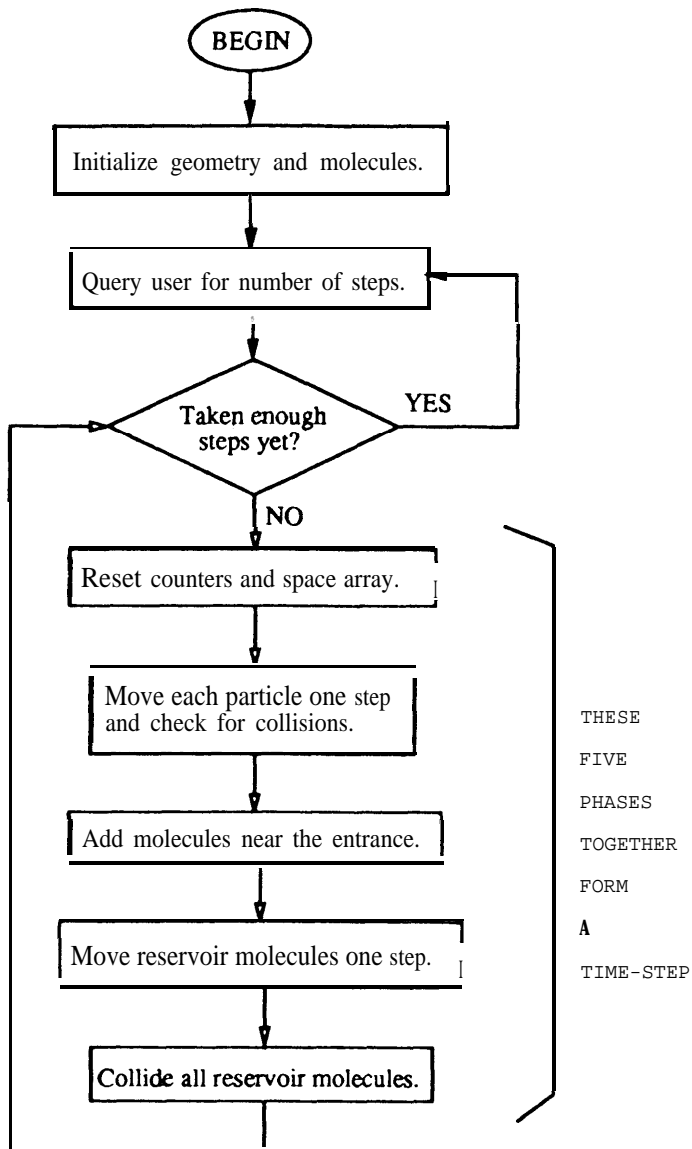 BEGIN
Initialize geometry and molecules.
Query user for number of steps.
Taken enough
steps yet?
YES
NO
Reset counters and space array.
Move each particle one step
and check for collisions.
Add molecules near the entrance.
Move reservoir molecules one step.
Collide all reservoir molecules.
THESE
FIVE
PHASES
TOGETHER
FORM
A
TIME-STEP